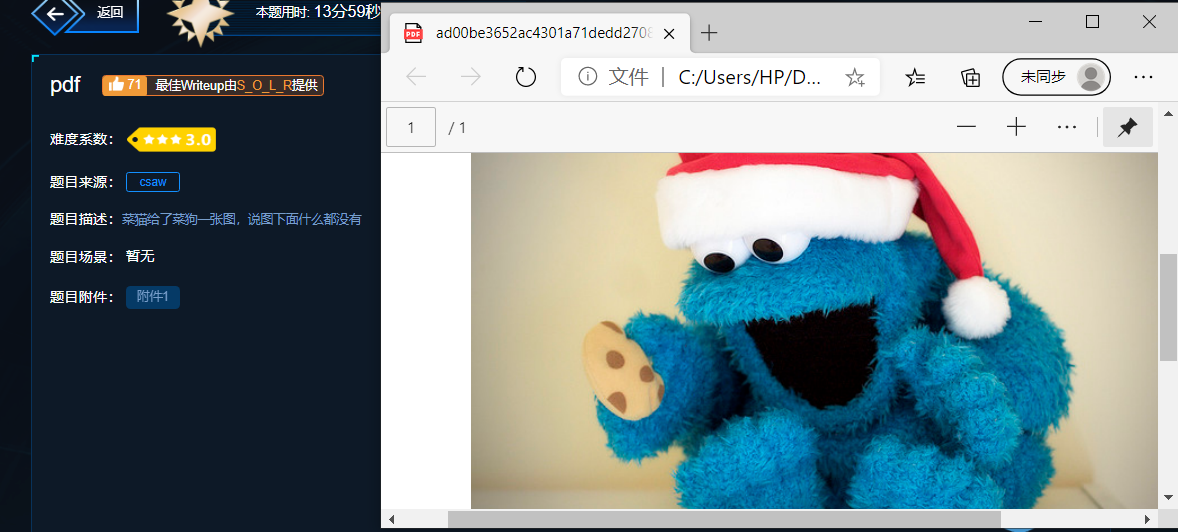 返回
本题用时: 13分59秒
pdf
71
最佳Writeup由S_O_L_R提供
难度系数：
3.0
题目来源：
csaw
题目描述：菜猫给了菜狗一张图，说图下面什么都没有
题目场景：
暂无
题目附件：
附件1
PDF
ad00be3652ac4301a71dedd2708
文件
C:/Users/HP/D...
未同步
1
/ 1